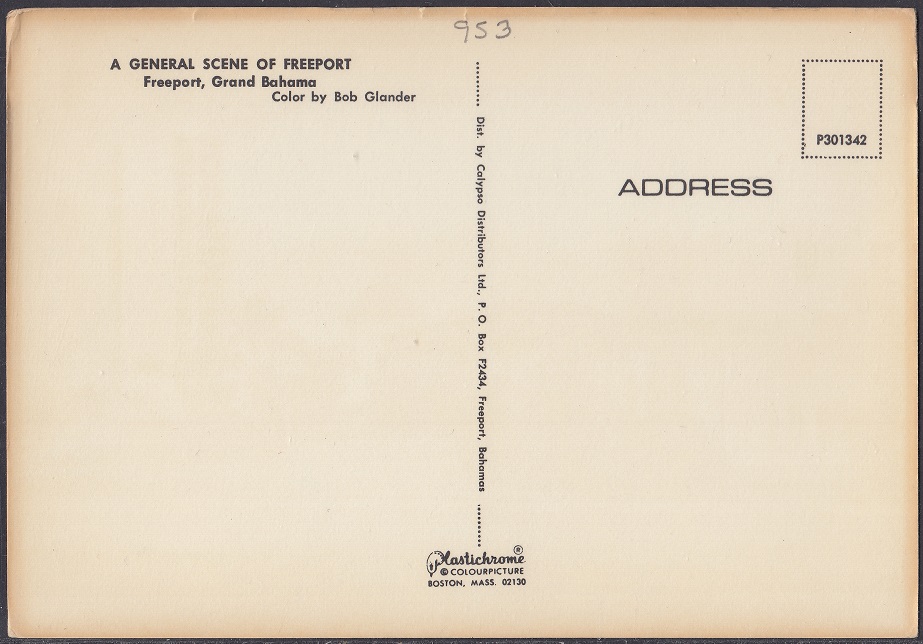 953
A GENERAL SCENE OF FREEPORT
Freeport, Grand Bahama
Color by Bob Glander
P301342
ADDRESS
Dist. by Calypso Distributors Ltd., P. O. Box F2434, Freeport, Bahamas
Plastichrome ®
© COLOURPICTURE
BOSTON, MASS. 02130